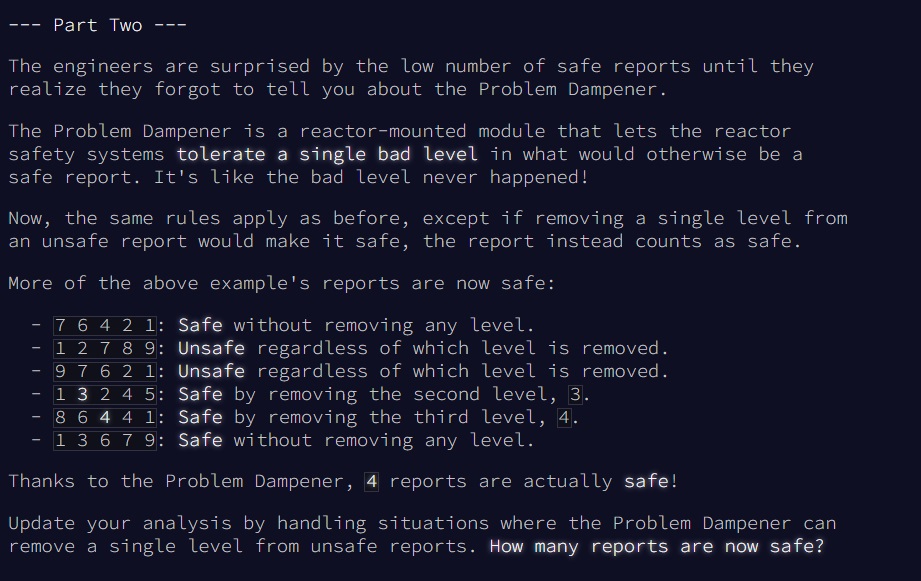 --- Part Two ---
The engineers are surprised by the low number of safe reports until they
realize they forgot to tell you about the Problem Dampener.
The Problem Dampener is a reactor-mounted module that lets the reactor
safety systems tolerate a single bad level in what would otherwise be a
safe report. It's like the bad level never happened!
Now, the same rules apply as before, except if removing a single level from
an unsafe report would make it safe, the report instead counts as safe.
More of the above example's reports are now safe:
- 7 6 4 2 1: Safe without removing any level.
- 1 2 7 8 9: Unsafe regardless of which level is removed.
- 9 7 6 2 1: Unsafe regardless of which level is removed.
- 1 3 2 4 5: Safe by removing the second level, 3.
- 8 6 4 4 1: Safe by removing the third level, 4.
- 1 3 6 7 9: Safe without removing any level.
Thanks to the Problem Dampener, 4 reports are actually safe!
Update your analysis by handling situations where the Problem Dampener can
remove a single level from unsafe reports. How many reports are now safe?